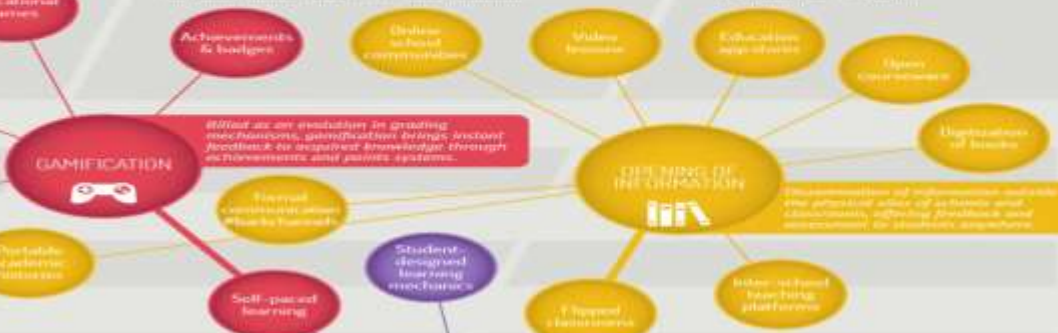 Achievements
& badges
Online
school
communities
Video
lessons
Education
app stores
Open
courseware
Digitization
of books
Billed as an evolution in grading
mechanisms, gamification brings instant
feedback to acquired knowledge through
achievements and points systems.
GAMIFICATION
OPENING OF
INFORMATION
Formal
communication
Dissemination of information outside
the physical silos of schools and
classrooms, offering feedback and
assessment to students anywhere.
Portable
academic
histories
Student-
designed
learning
mechanics
Self-paced
learning
Flipped
classrooms
Inter-school
teaching
platforms